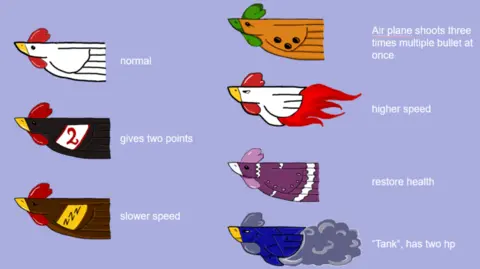 normal
2
gives two points
zzz
slower speed
Air plane shoots three
times multiple bullet at
once
higher speed
restore health
"Tank", has two hp